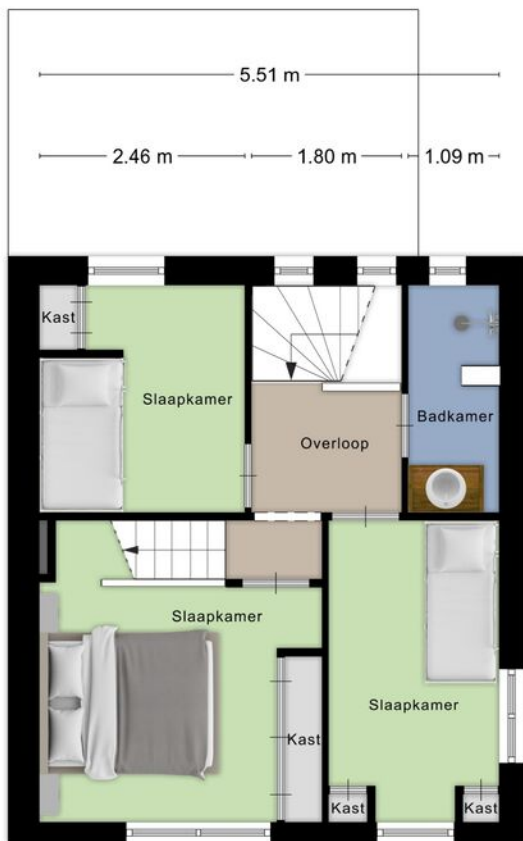 5.51 m
2.46 m
1.80 m
1.09 m
Kast
Slaapkamer
Badkamer
Overloop
Slaapkamer
Slaapkamer
Kast
Kast
Kast